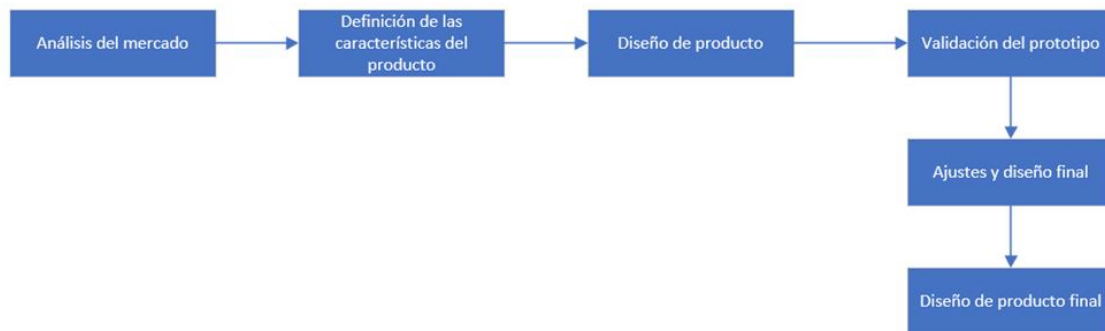 Análisis del mercado
Definición de las
características del
producto
Diseño de producto
Validación del prototipo
Ajustes y diseño final
Diseño de producto final